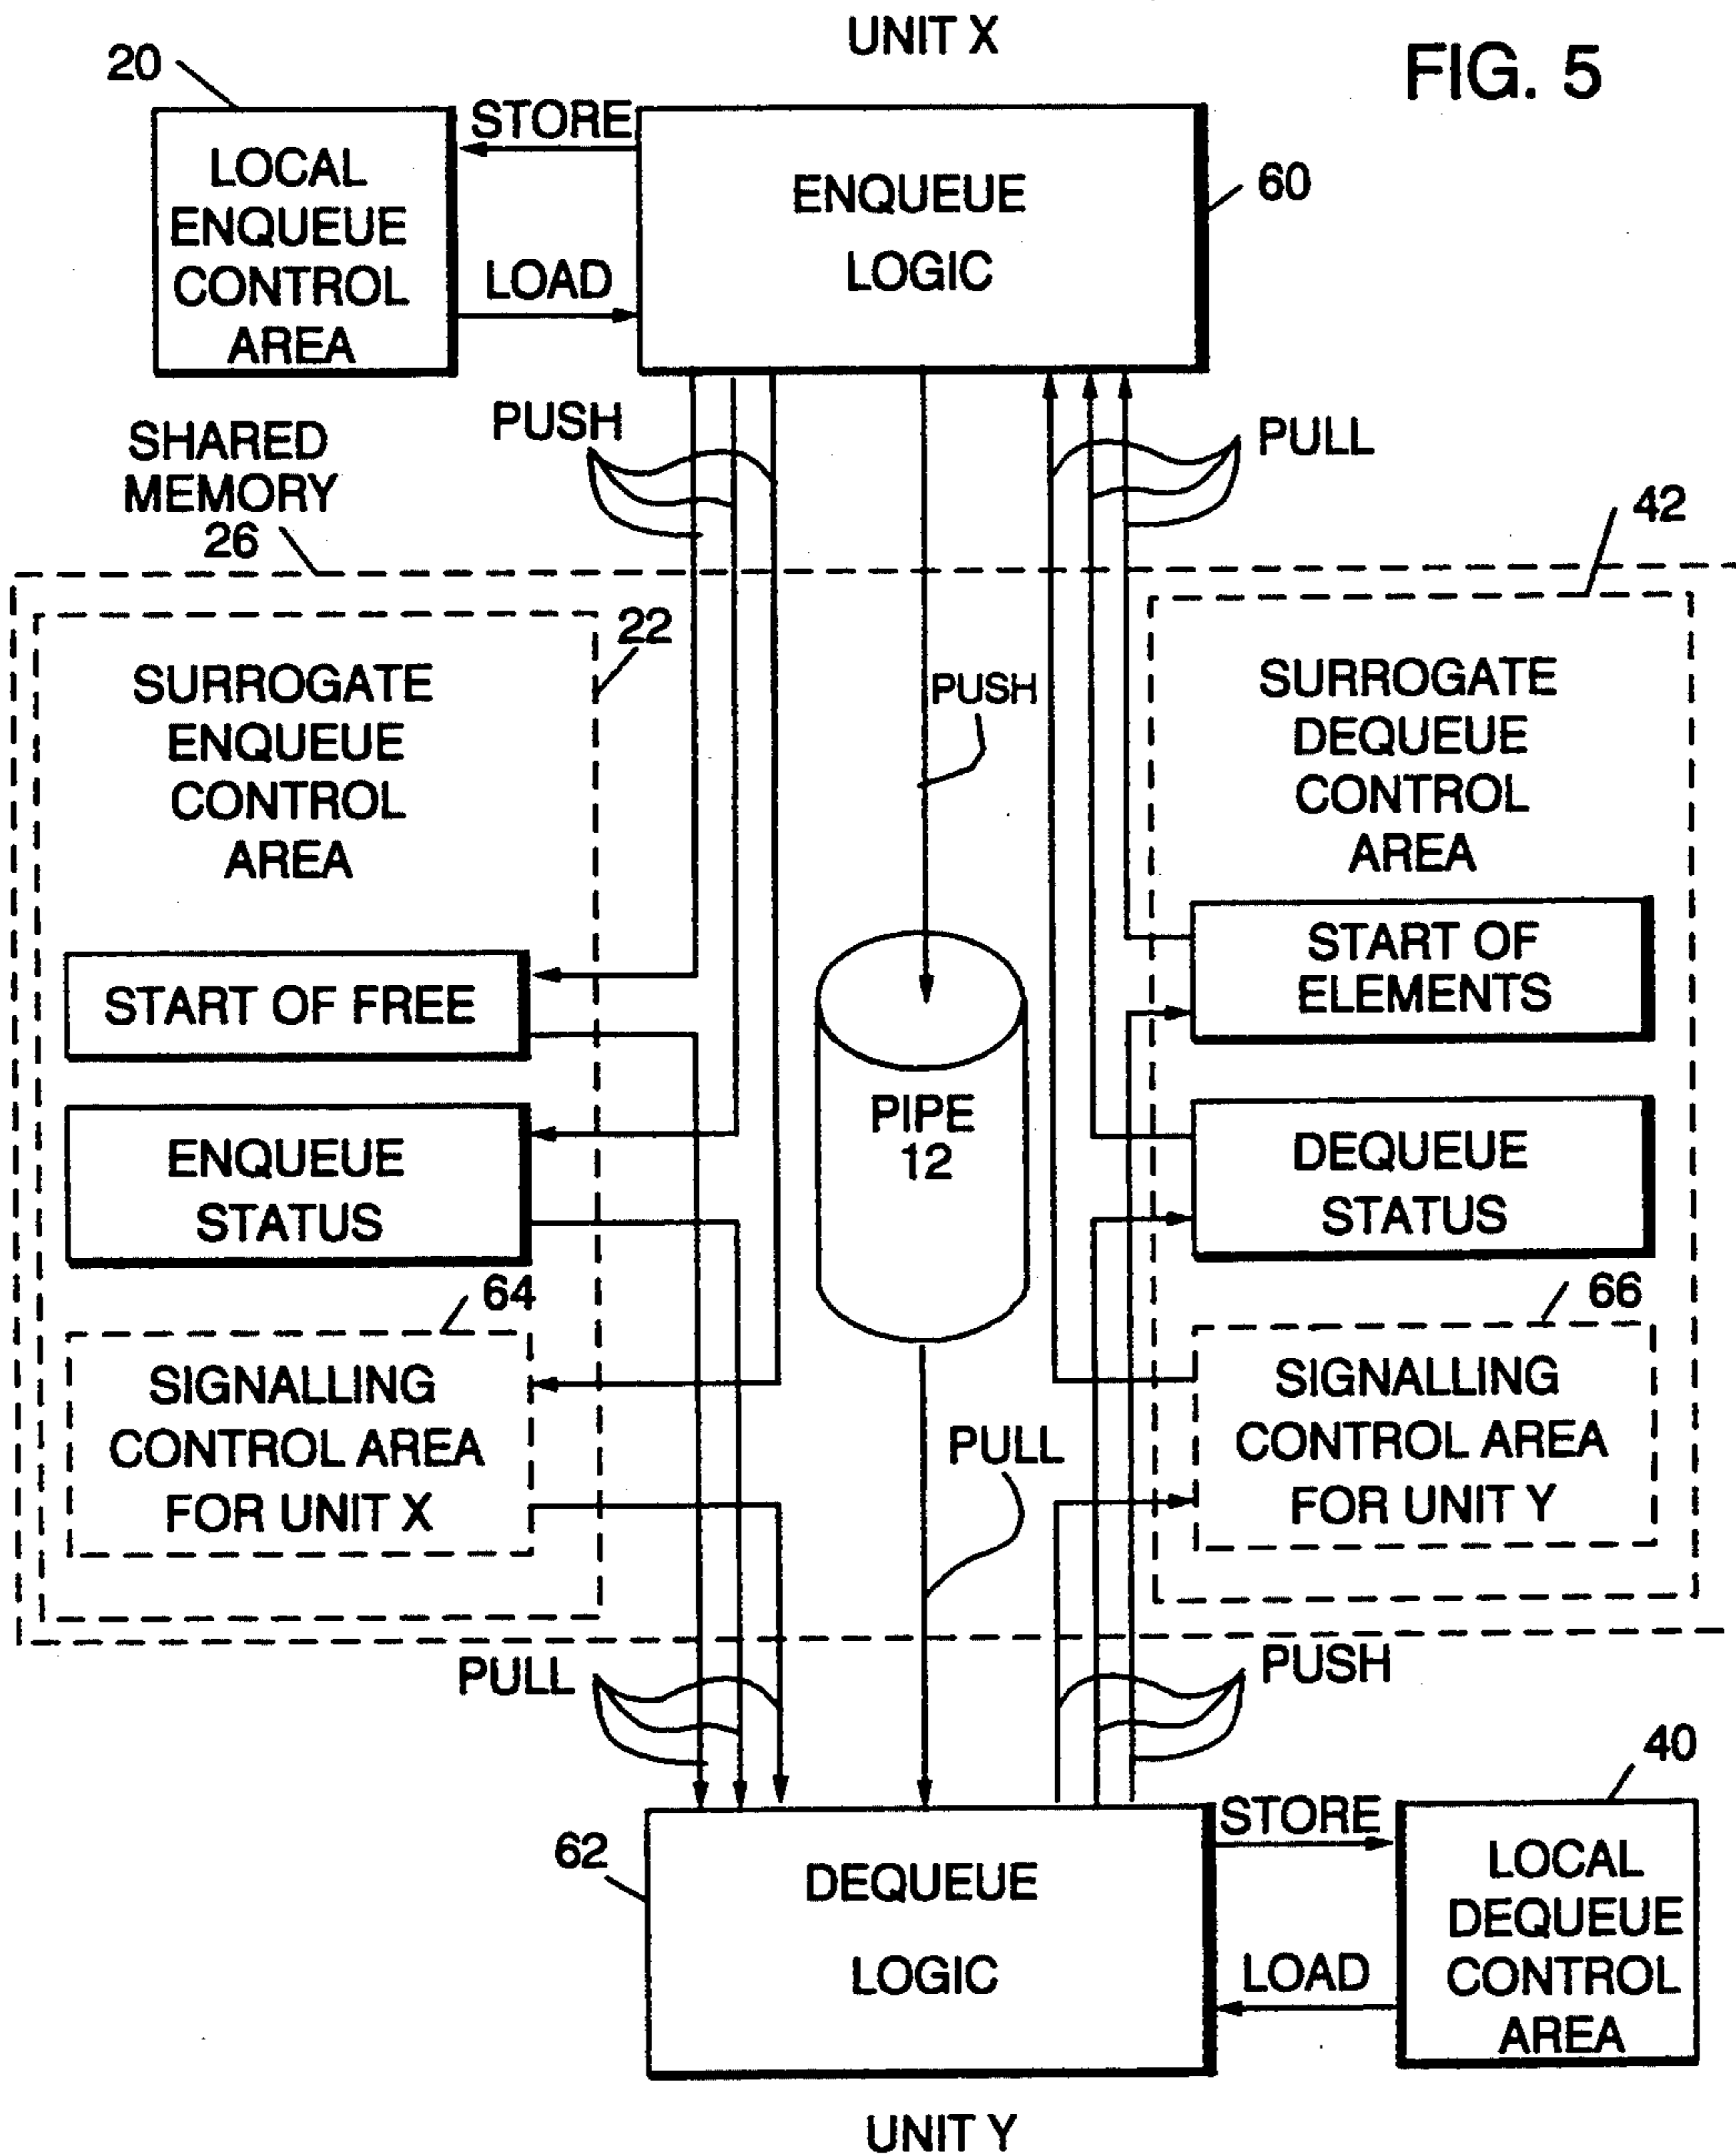 UNIT X
FIG. 5
20
LOCAL
ENQUEUE
CONTROL
AREA
STORE
LOAD
ENQUEUE
LOGIC
60
SHARED
MEMORY
26
PUSH
PULL
42
22
SURROGATE
ENQUEUE
CONTROL
AREA
PUSH
SURROGATE
DEQUEUE
CONTROL
AREA
START OF FREE
START OF
ELEMENTS
ENQUEUE
STATUS
PIPE
12
DEQUEUE
STATUS
64
SIGNALLING
CONTROL AREA
FOR UNIT X
PULL
66
SIGNALLING
CONTROL AREA
FOR UNIT Y
PULL
PUSH
62
DEQUEUE
LOGIC
STORE
LOAD
40
LOCAL
DEQUEUE
CONTROL
AREA
UNIT Y